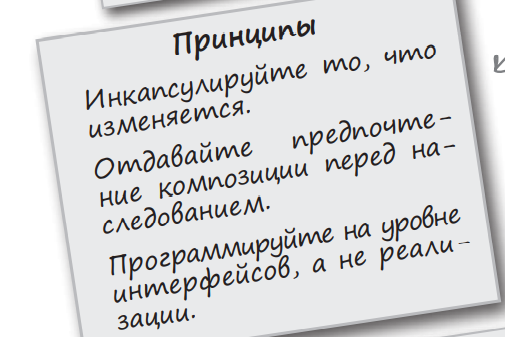 Принципы
Инкапсулируйте то, что
изменяется.
Отдавайте предпочте-
ние композиции перед на-
следованием.
Программируйте на уровне
интерфейсов, а не реали-
зации.